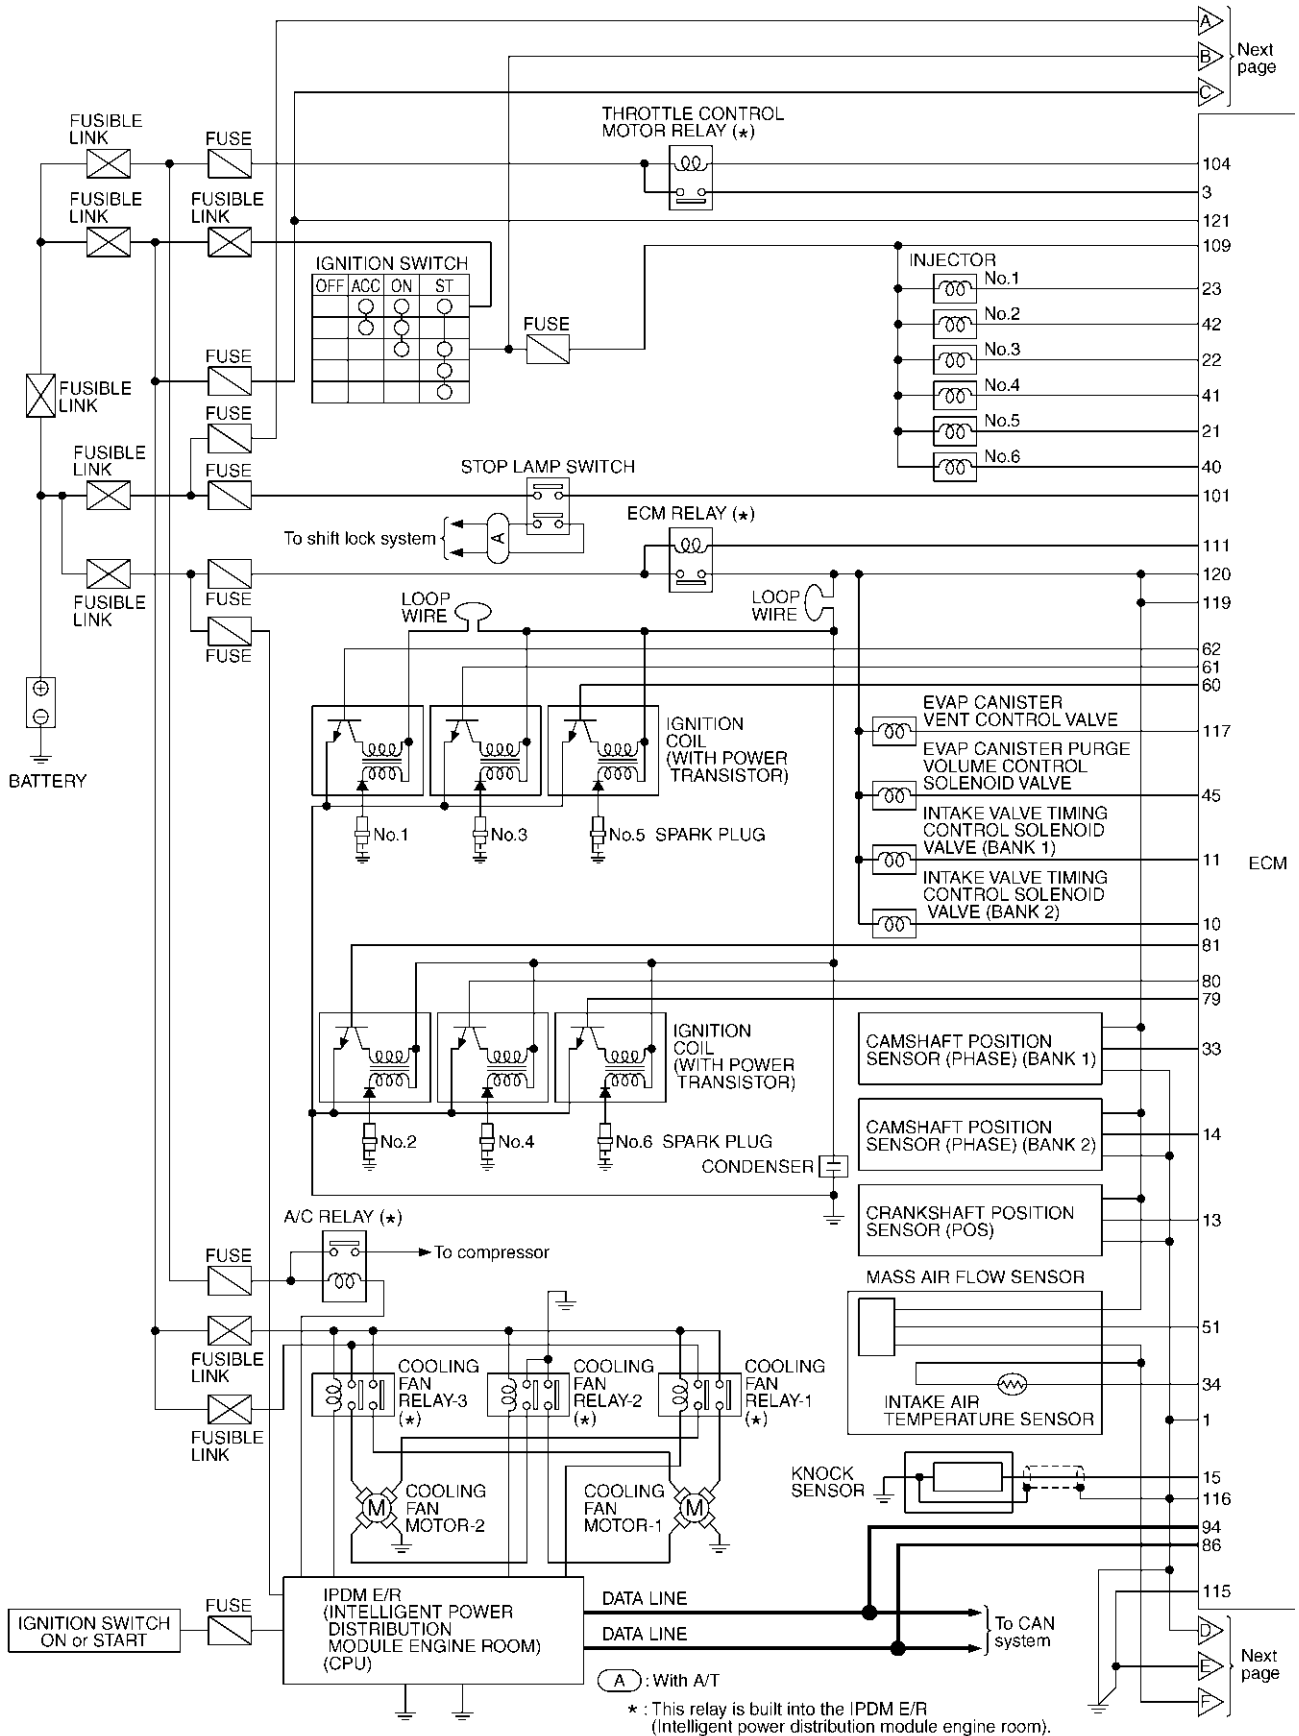 A
B
C
Next
page
THROTTLE CONTROL
MOTOR RELAY (*)
FUSIBLE
LINK
FUSE
104
3
FUSIBLE
LINK
FUSIBLE
LINK
121
109
IGNITION SWITCH
OFF ACC ON ST
INJECTOR
No.1
23
No.2
42
FUSE
No.3
22
FUSE
No.4
41
FUSIBLE
LINK
FUSE
No.5
21
FUSIBLE
LINK
FUSE
No.6
40
STOP LAMP SWITCH
101
To shift lock system
A
ECM RELAY (*)
111
120
FUSIBLE
LINK
FUSE
LOOP
WIRE
LOOP
WIRE
119
FUSE
62
61
60
BATTERY
IGNITION
COIL
(WITH POWER
TRANSISTOR)
EVAP CANISTER
VENT CONTROL VALVE
117
EVAP CANISTER PURGE
VOLUME CONTROL
SOLENOID VALVE
45
No.1
No.3
No.5 SPARK PLUG
INTAKE VALVE TIMING
CONTROL SOLENOID
VALVE (BANK 1)
11
ECM
INTAKE VALVE TIMING
CONTROL SOLENOID
VALVE (BANK 2)
10
81
80
79
IGNITION
COIL
(WITH POWER
TRANSISTOR)
CAMSHAFT POSITION
SENSOR (PHASE) (BANK 1)
33
No.2
No.4
No.6 SPARK PLUG
CAMSHAFT POSITION
SENSOR (PHASE) (BANK 2)
14
CONDENSER
CRANKSHAFT POSITION
SENSOR (POS)
13
A/C RELAY (*)
FUSE
To compressor
MASS AIR FLOW SENSOR
51
FUSIBLE
LINK
FUSIBLE
LINK
COOLING
FAN
RELAY-3
(*)
COOLING
FAN
RELAY-2
(*)
COOLING
FAN
RELAY-1
(*)
34
INTAKE AIR
TEMPERATURE SENSOR
1
KNOCK
SENSOR
15
116
M
COOLING
FAN
MOTOR-2
COOLING
FAN
MOTOR-1
M
94
86
115
IGNITION SWITCH
ON or START
FUSE
IPDM E/R
(INTELLIGENT POWER
DISTRIBUTION
MODULE ENGINE ROOM)
(CPU)
DATA LINE
DATA LINE
To CAN
system
D
E
F
Next
page
A : With A/T
* : This relay is built into the IPDM E/R
(Intelligent power distribution module engine room).